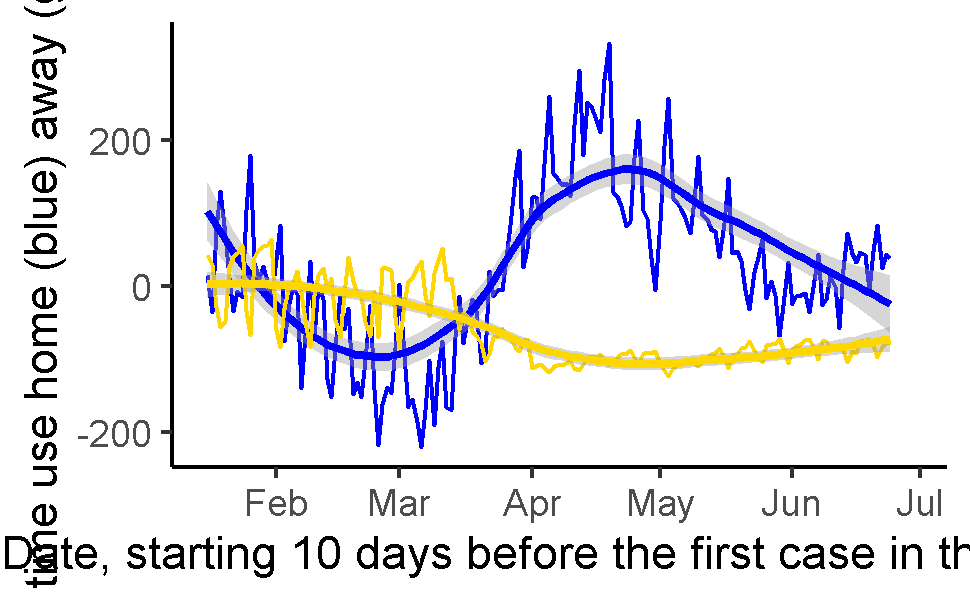 time use home (blue) away (
200
0
-200
Feb Mar Apr May Jun Jul
Date, starting 10 days before the first case in th